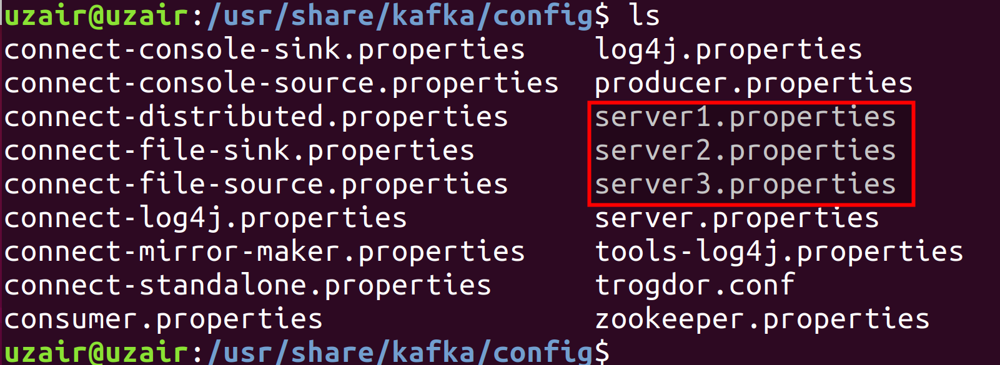 uzair@uzair:/usr/share/kafka/config$ ls
connect-console-sink.properties log4j.properties
connect-console-source.properties producer.properties
connect-distributed.properties server1.properties
connect-file-sink.properties server2.properties
connect-file-source.properties server3.properties
connect-log4j.properties server.properties
connect-mirror-maker.properties tools-log4j.properties
connect-standalone.properties trogdor.conf
consumer.properties zookeeper.properties
uzair@uzair:/usr/share/kafka/config$